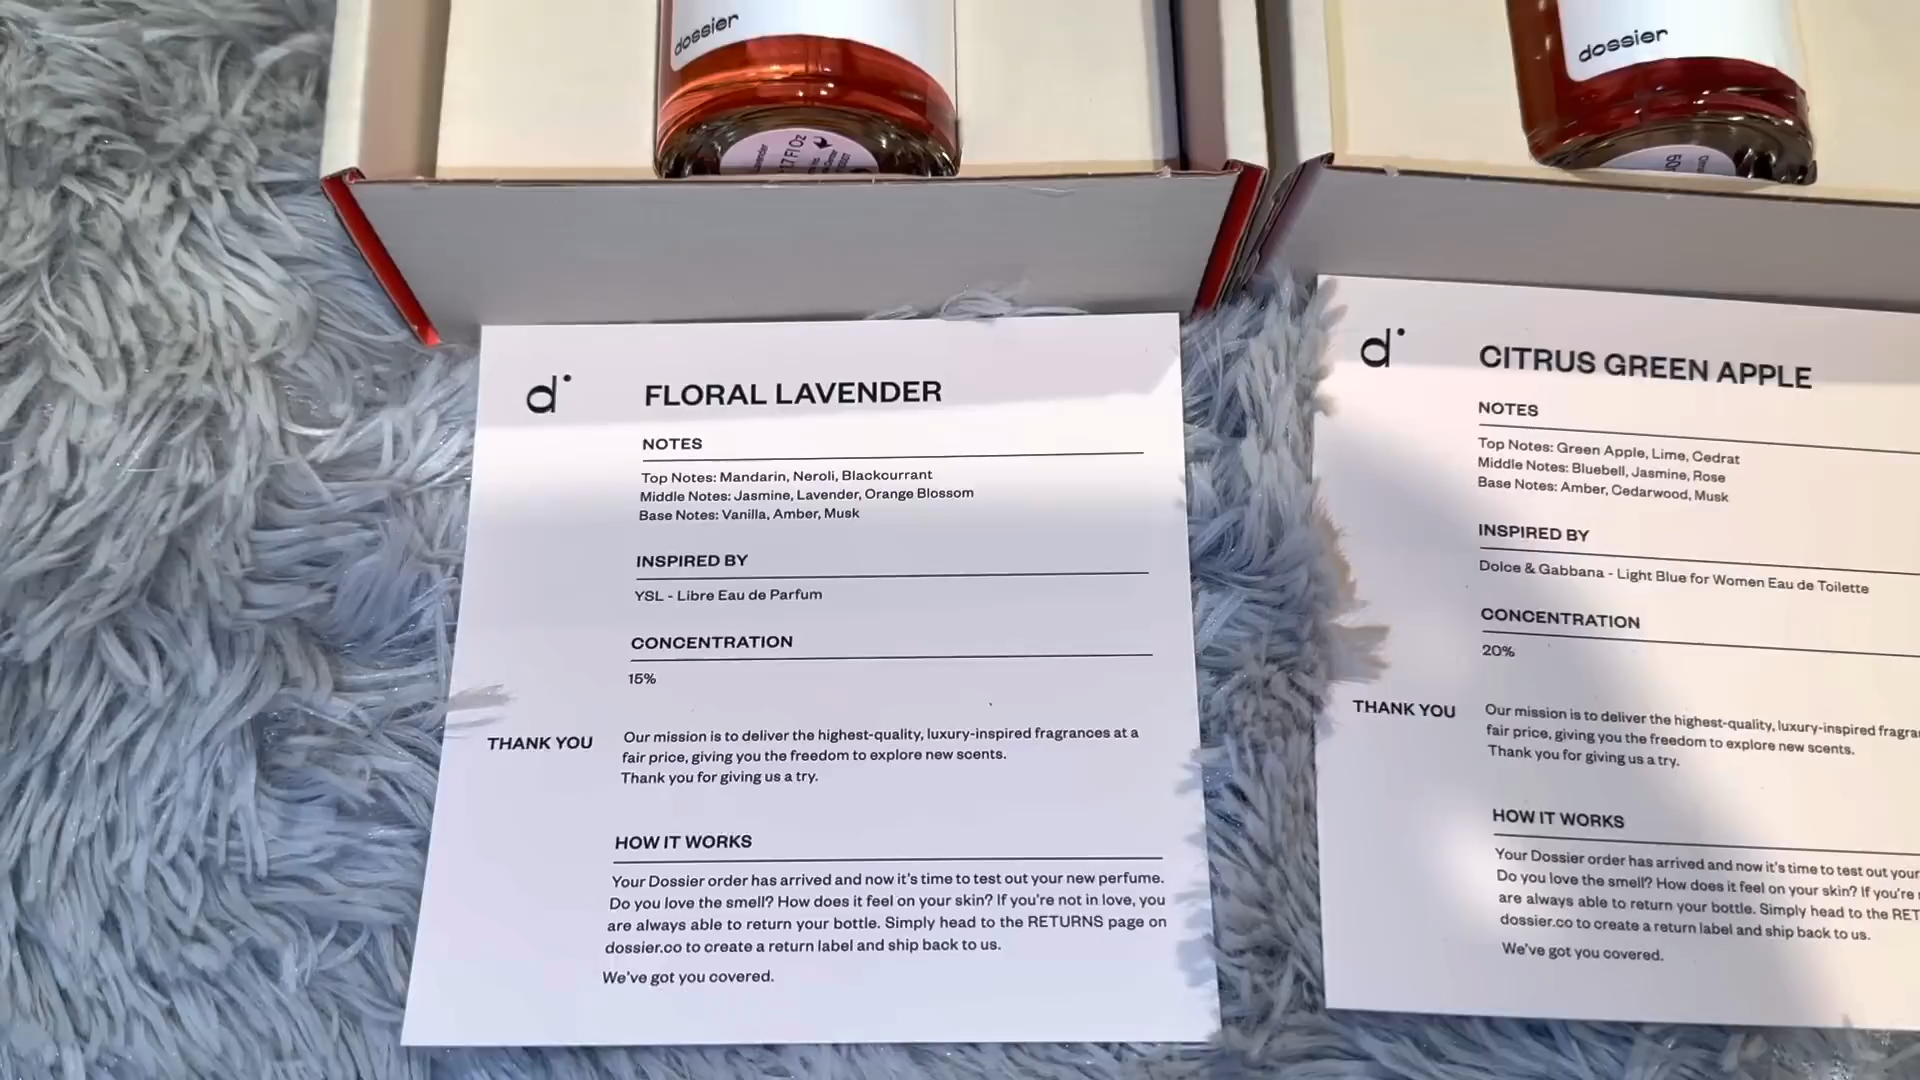 dossier
7 Fl Oz
dossier
d
FLORAL LAVENDER
NOTES
Top Notes: Mandarin, Neroli, Blackcurrant
Middle Notes: Jasmine, Lavender, Orange Blossom
Base Notes: Vanilla, Amber, Musk
INSPIRED BY
YSL - Libre Eau de Parfum
CONCENTRATION
15%
THANK YOU
Our mission is to deliver the highest-quality, luxury-inspired fragrances at a
fair price, giving you the freedom to explore new scents.
Thank you for giving us a try.
HOW IT WORKS
Your Dossier order has arrived and now it's time to test out your new perfume.
Do you love the smell? How does it feel on your skin? If you're not in love, you
are always able to return your bottle. Simply head to the RETURNS page on
dossier.co to create a return label and ship back to us.
We've got you covered.
d
CITRUS GREEN APPLE
NOTES
Top Notes: Green Apple, Lime, Cedrat
Middle Notes: Bluebell, Jasmine, Rose
Base Notes: Amber, Cedarwood, Musk
INSPIRED BY
Dolce & Gabbana - Light Blue for Women Eau de Toilette
CONCENTRATION
20%
THANK YOU
Our mission is to deliver the highest-quality, luxury-inspired fragra
fair price, giving you the freedom to explore new scents.
Thank you for giving us a try.
HOW IT WORKS
Your Dossier order has arrived and now it's time to test out your
Do you love the smell? How does it feel on your skin? If you're
are always able to return your bottle. Simply head to the RET
dossier.co to create a return label and ship back to us.
We've got you covered.